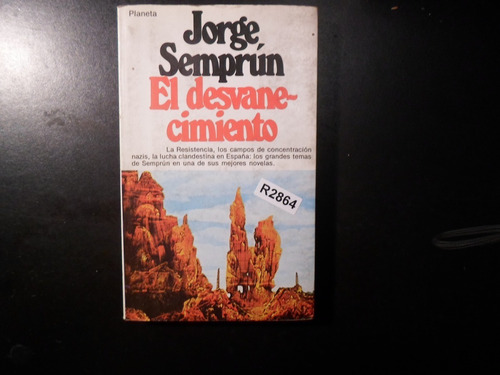 Planeta
Jorge
Semprún
El desvane-
cimiento
La Resistencia, los campos de concentración
nazis, la lucha clandestina en España: los grandes temas
de Semprún en una de sus mejores novelas.
R2864